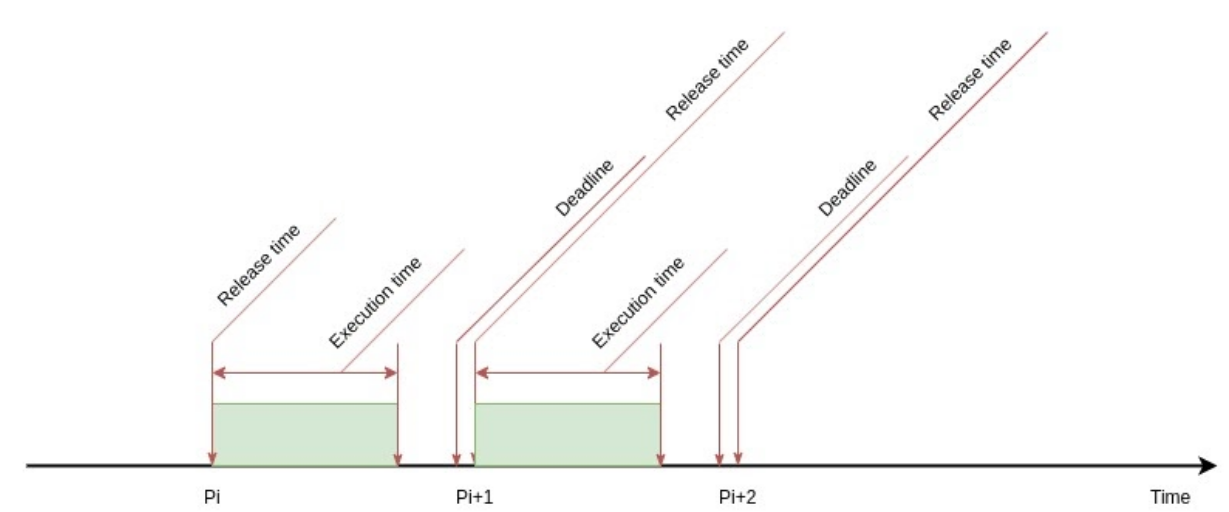 Release time
Execution time
Deadline
Release time
Execution time
Deadline
Release time
Pi
Pi+1
Pi+2
Time